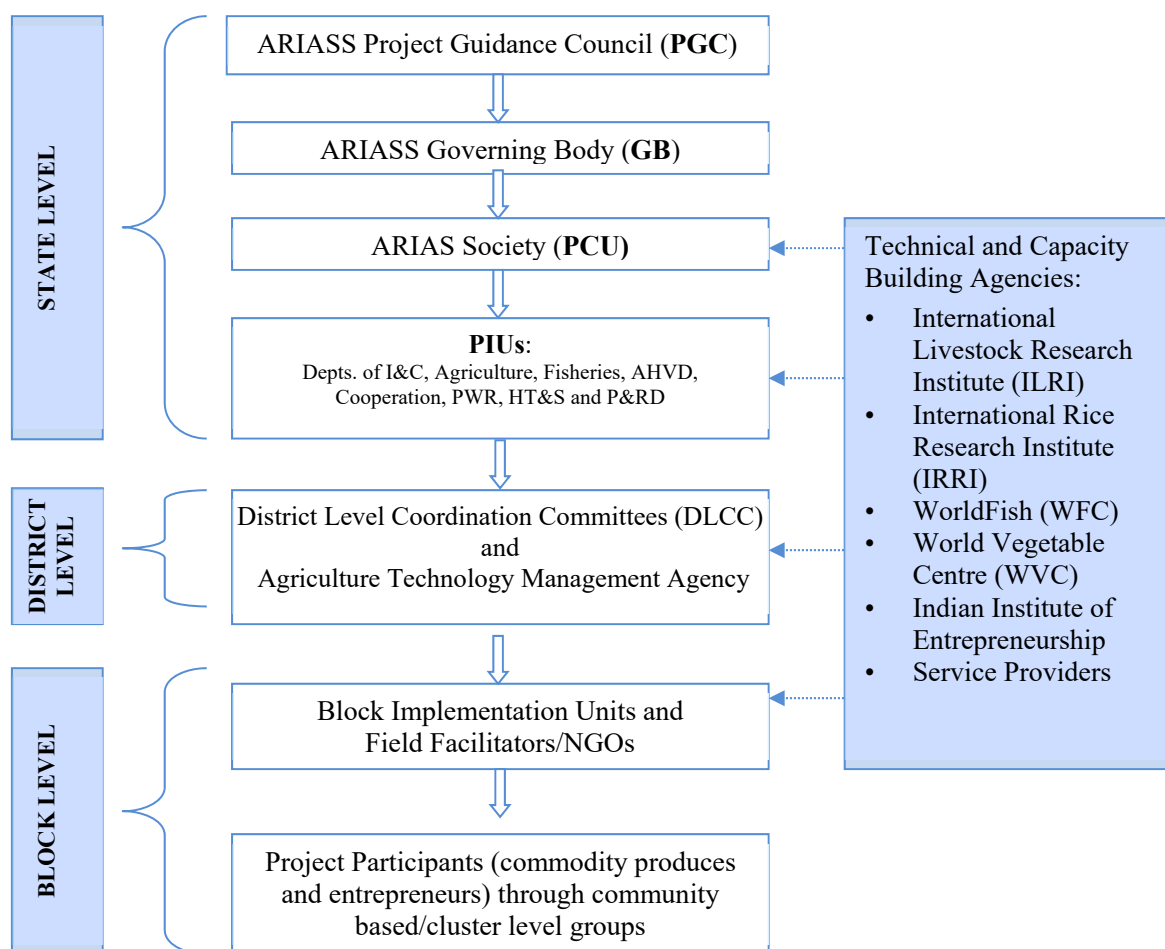 STATE LEVEL
ARIASS Project Guidance Council (PGC)
ARIASS Governing Body (GB)
ARIAS Society (PCU)
PIUs:
Depts. of I&C, Agriculture, Fisheries, AHVD,
Cooperation, PWR, HT&S and P&RD
DISTRICT
LEVEL
District Level Coordination Committees (DLCC)
and
Agriculture Technology Management Agency
BLOCK LEVEL
Block Implementation Units and
Field Facilitators/NGOs
Project Participants (commodity produces
and entrepreneurs) through community
based/cluster level groups
Technical and Capacity
Building Agencies:
• International
Livestock Research
Institute (ILRI)
• International Rice
Research Institute
(IRRI)
• WorldFish (WFC)
• World Vegetable
Centre (WVC)
• Indian Institute of
Entrepreneurship
• Service Providers